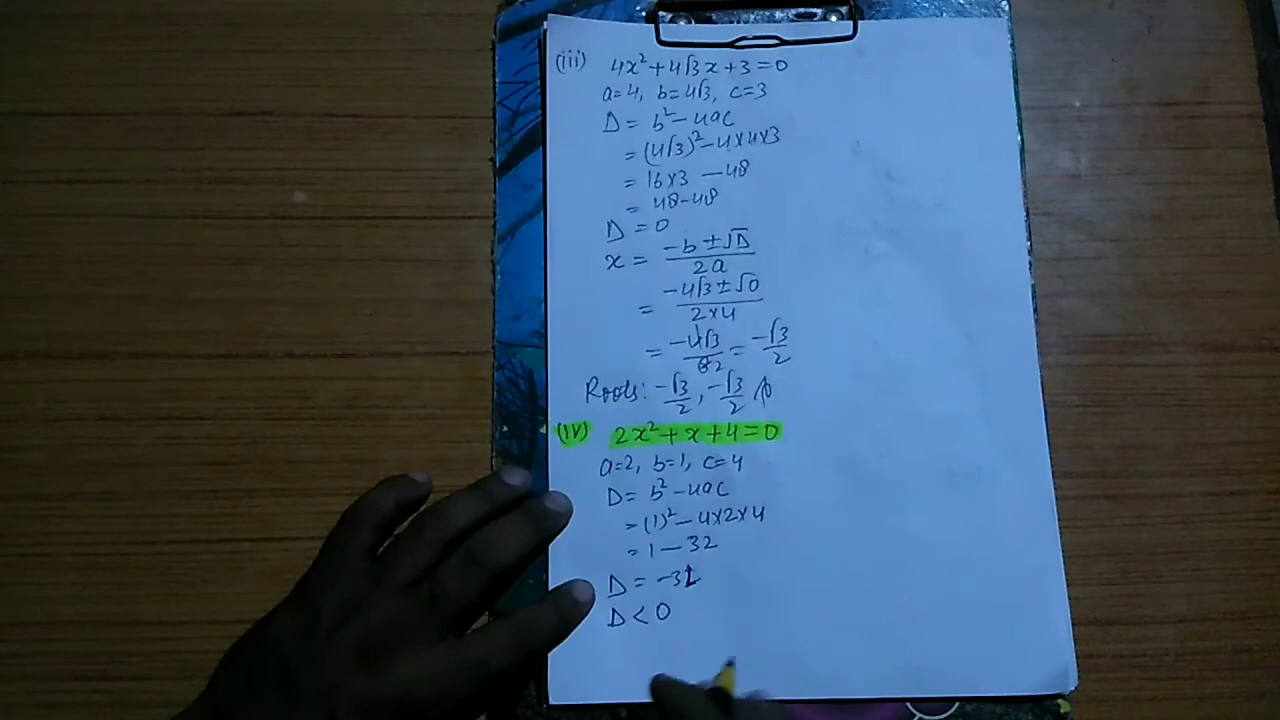 (iii) 4x²+4√3x+3=0
a=4, b=4√3, c=3
D = b²-4ac
= (4√3)²-4×4×3
= 16×3 - 48
= 48-48
D = 0
x = -b±√D/2a
= -4√3±√0/2×4
= -4√3/82 = -√3/2
Roots: -√3/2, -√3/2
(iv) 2x²+x+4=0
a=2, b=1, c=4
D = b²-4ac
= (1)²-4×2×4
= 1-32
D = -31
D < 0